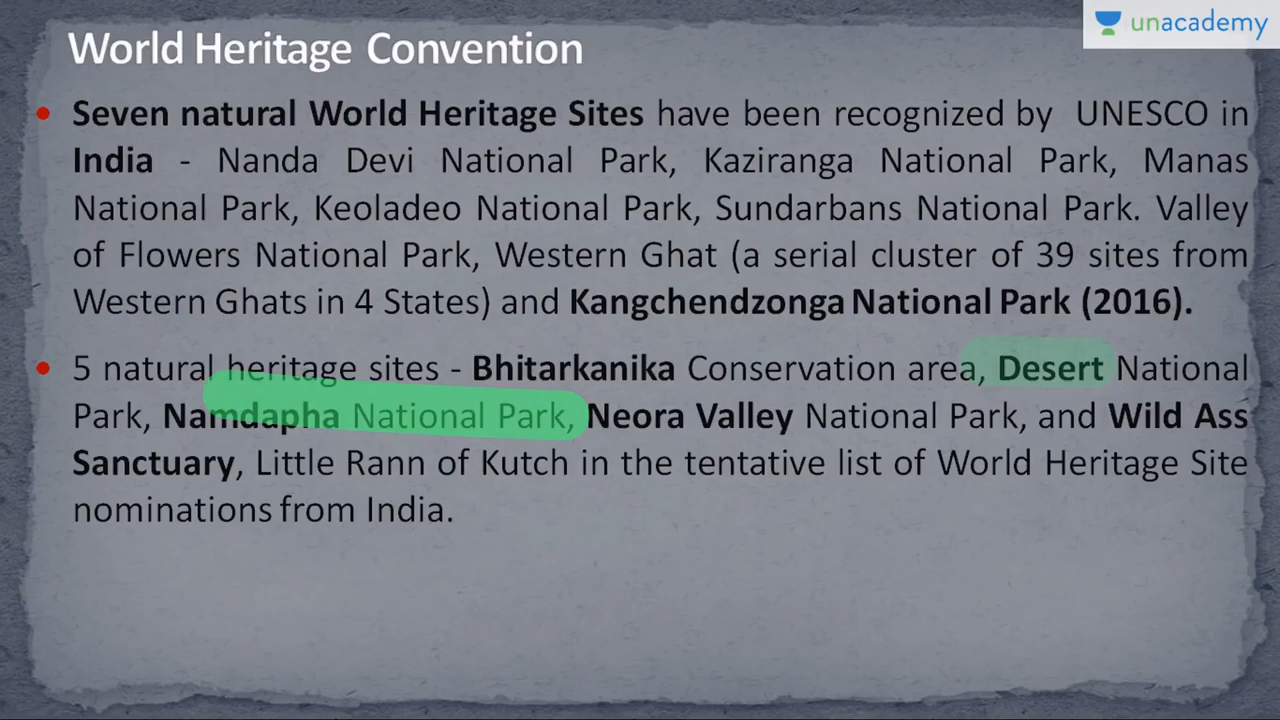 unacademy
World Heritage Convention
• Seven natural World Heritage Sites have been recognized by UNESCO in
India - Nanda Devi National Park, Kaziranga National Park, Manas
National Park, Keoladeo National Park, Sundarbans National Park. Valley
of Flowers National Park, Western Ghat (a serial cluster of 39 sites from
Western Ghats in 4 States) and Kangchendzonga National Park (2016).
• 5 natural heritage sites - Bhitarkanika Conservation area, Desert National
Park, Namdapha National Park, Neora Valley National Park, and Wild Ass
Sanctuary, Little Rann of Kutch in the tentative list of World Heritage Site
nominations from India.